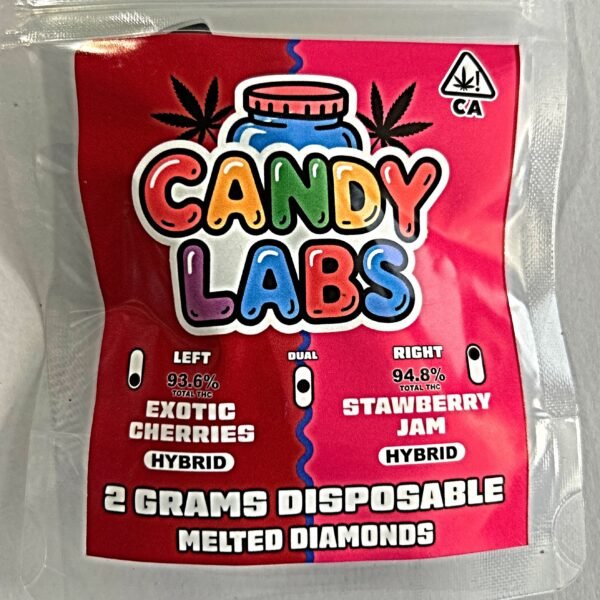 !
CA
CANDY
LABS
LEFT
DUAL
RIGHT
93.6%
TOTAL THC
94.8%
TOTAL THC
EXOTIC
CHERRIES
STAWBERRY
JAM
HYBRID
HYBRID
2 GRAMS DISPOSABLE
MELTED DIAMONDS